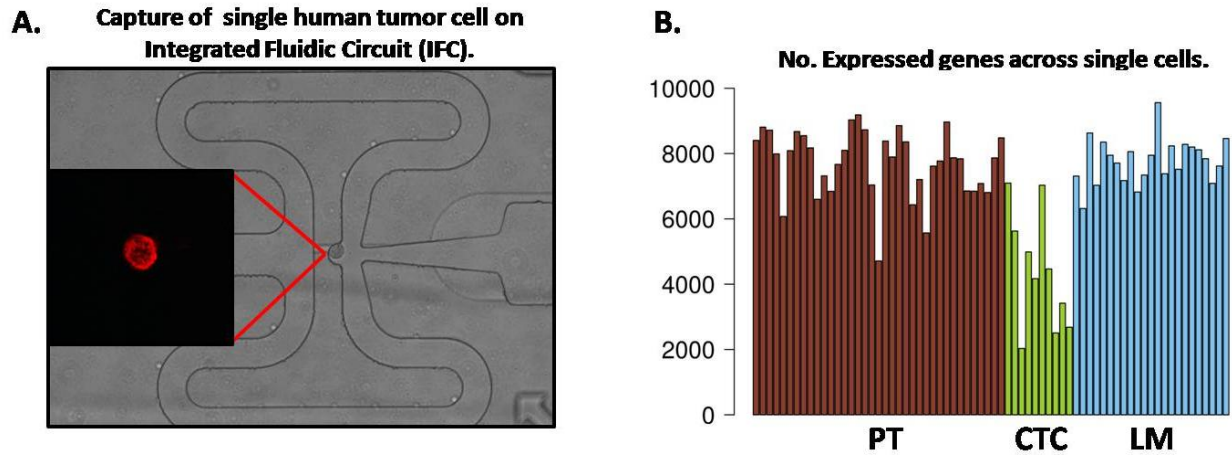 A.
Capture of single human tumor cell on
Integrated Fluidic Circuit (IFC).
B.
No. Expressed genes across single cells.
10000
8000
6000
4000
2000
0
PT
CTC
LM